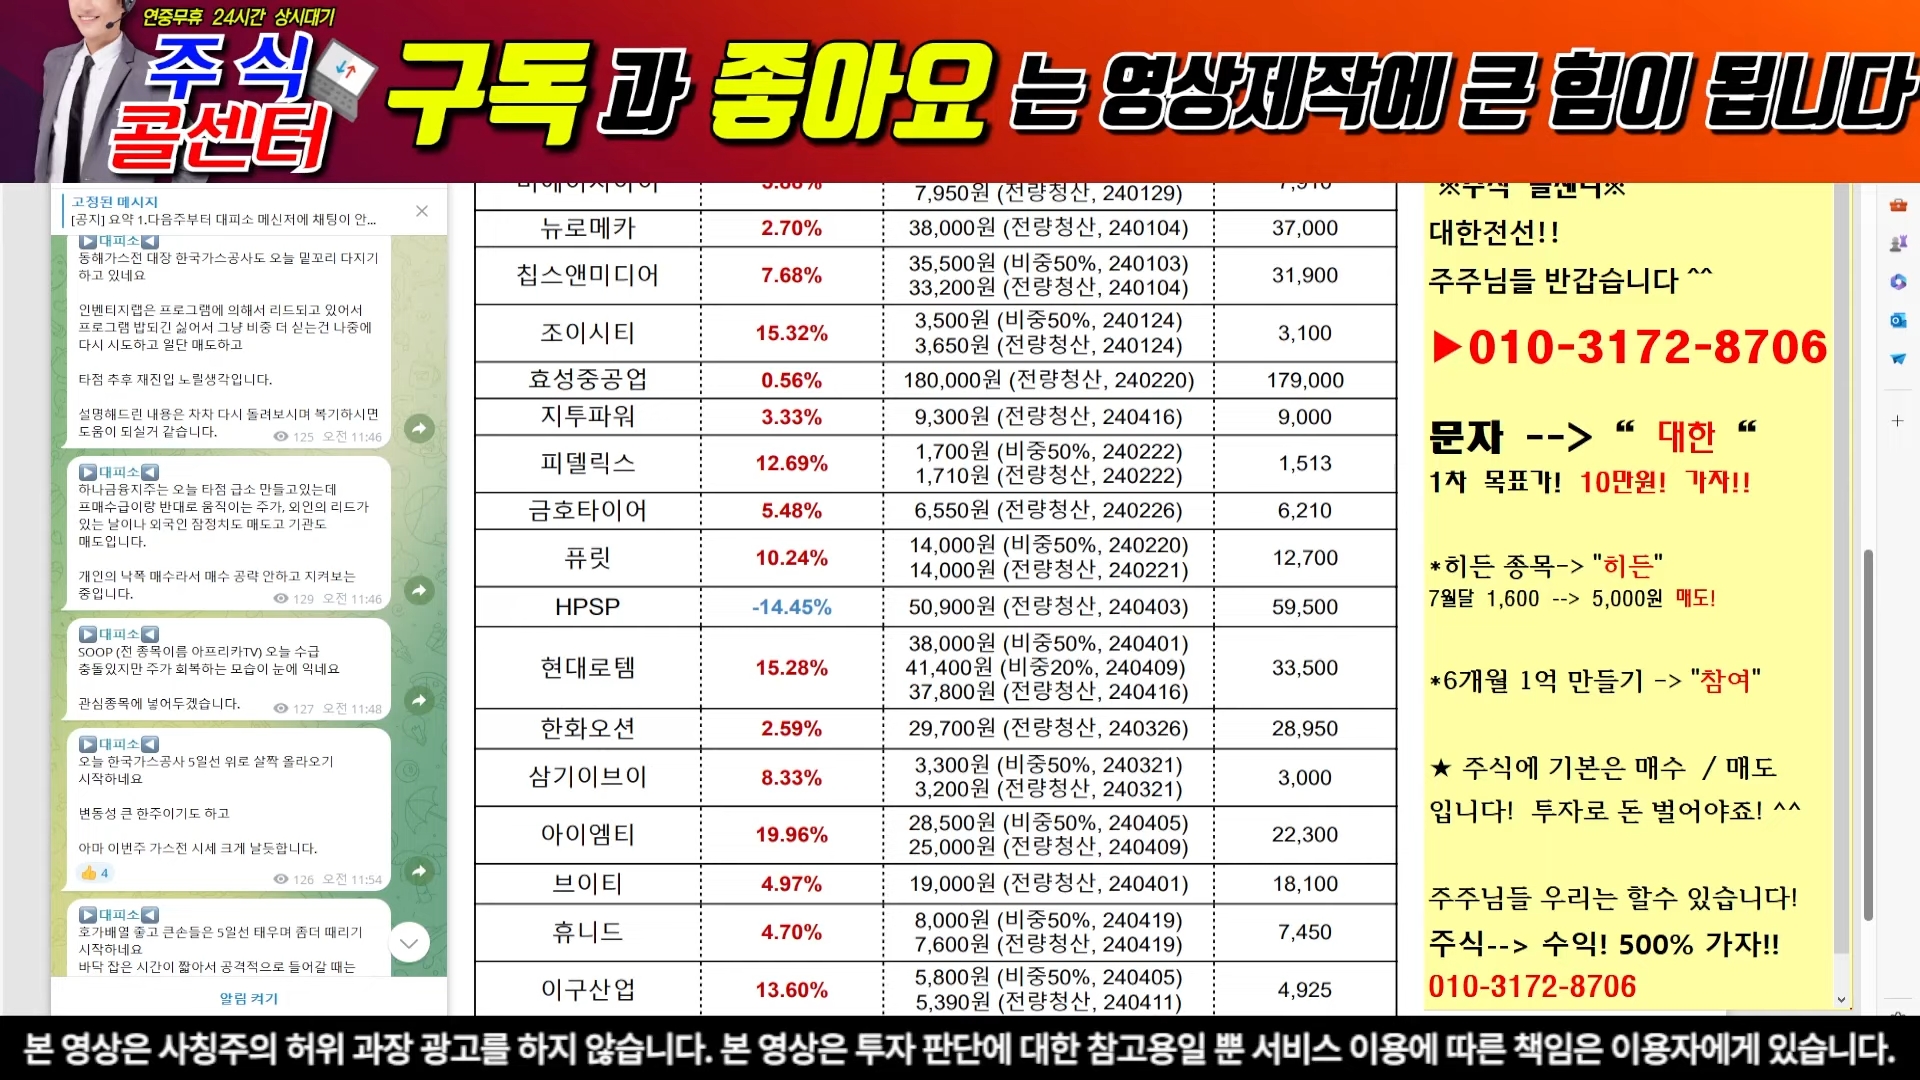 연중무휴 24시간 상시대기
주식
콜센터
구독과 좋아요는 영상제작에 큰 힘이 됩니다
고정된 메시지
[공지] 요약 1.다음주부터 대피소 메신저에 채팅이 안...
▶대피소◀
동해가스전 대장 한국가스공사도 오늘 밑꼬리 다지기
하고 있네요
인벤티지랩은 프로그램에 의해서 리드되고 있어서
프로그램 밥되긴 싫어서 그냥 비중 더 싣는건 나중에
다시 시도하고 일단 매도하고
타점 추후 재진입 노릴생각입니다.
설명해드린 내용은 차차 다시 돌려보시며 복기하시면
도움이 되실거 같습니다.
125 오전 11:46
▶대피소◀
하나금융지주는 오늘 타점 급소 만들고있는데
프매수급이랑 반대로 움직이는 주가, 외인의 리드가
있는 날이나 외국인 잠정치도 매도고 기관도
매도입니다.
개인의 낙폭 매수라서 매수 공략 안하고 지켜보는
중입니다.
129 오전 11:46
▶대피소◀
SOOP (전 종목이름 아프리카TV) 오늘 수급
충돌있지만 주가 회복하는 모습이 눈에 익네요
관심종목에 넣어두겠습니다.
127 오전 11:48
▶대피소◀
오늘 한국가스공사 5일선 위로 살짝 올라오기
시작하네요
변동성 큰 한주이기도 하고
아마 이번주 가스전 시세 크게 날듯합니다.
4
126 오전 11:54
▶대피소◀
호가배열 좋고 큰손들은 5일선 태우며 좀더 때리기
시작하네요
바닥 잡은 시간이 짧아서 공격적으로 들어갈 때는
알림 켜기
7,950원 (전량청산, 240129)
뉴로메카 2.70% 38,000원 (전량청산, 240104) 37,000
칩스앤미디어 7.68% 35,500원 (비중50%, 240103) 31,900
33,200원 (전량청산, 240104)
조이시티 15.32% 3,500원 (비중50%, 240124) 3,100
3,650원 (전량청산, 240124)
효성중공업 0.56% 180,000원 (전량청산, 240220) 179,000
지투파워 3.33% 9,300원 (전량청산, 240416) 9,000
피델릭스 12.69% 1,700원 (비중50%, 240222) 1,513
1,710원 (전량청산, 240222)
금호타이어 5.48% 6,550원 (전량청산, 240226) 6,210
퓨릿 10.24% 14,000원 (비중50%, 240220) 12,700
14,000원 (전량청산, 240221)
HPSP -14.45% 50,900원 (전량청산, 240403) 59,500
현대로템 15.28% 38,000원 (비중50%, 240401) 33,500
41,400원 (비중20%, 240409)
37,800원 (전량청산, 240416)
한화오션 2.59% 29,700원 (전량청산, 240326) 28,950
삼기이브이 8.33% 3,300원 (비중50%, 240321) 3,000
3,200원 (전량청산, 240321)
아이엠티 19.96% 28,500원 (비중50%, 240405) 22,300
25,000원 (전량청산, 240409)
브이티 4.97% 19,000원 (전량청산, 240401) 18,100
휴니드 4.70% 8,000원 (비중50%, 240419) 7,450
7,600원 (전량청산, 240419)
이구산업 13.60% 5,800원 (비중50%, 240405) 4,925
5,390원 (전량청산, 240411)
※주식 콜센터※
대한전선!!
주주님들 반갑습니다 ^^
▶010-3172-8706
문자 --> “ 대한 “
1차 목표가! 10만원! 가자!!
*히든 종목-> "히든"
7월달 1,600 --> 5,000원 매도!
*6개월 1억 만들기 -> "참여"
★ 주식에 기본은 매수 / 매도
입니다! 투자로 돈 벌어야죠! ^^
주주님들 우리는 할수 있습니다!
주식--> 수익! 500% 가자!!
010-3172-8706
본 영상은 사칭주의 허위 과장 광고를 하지 않습니다. 본 영상은 투자 판단에 대한 참고용일 뿐 서비스 이용에 따른 책임은 이용자에게 있습니다.